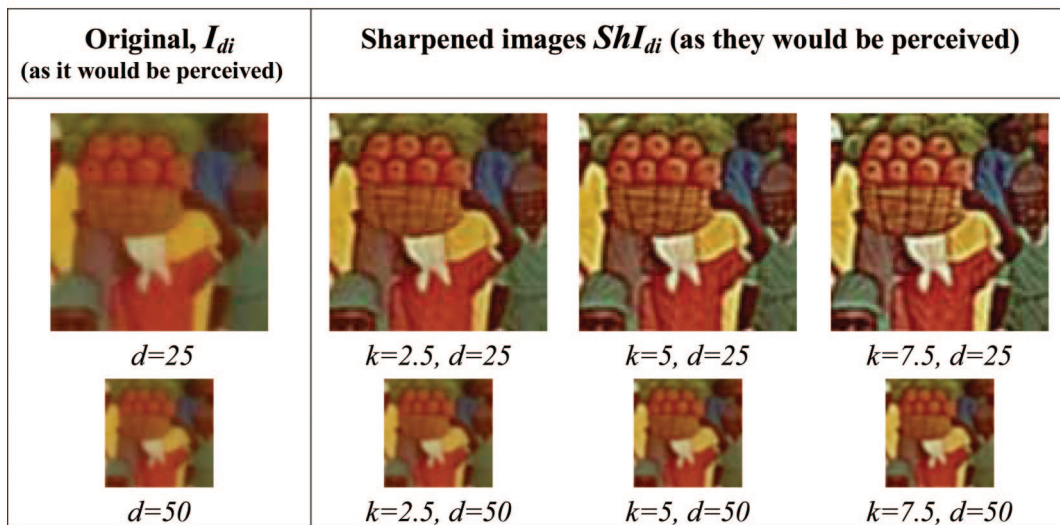 Original, I_di
(as it would be perceived)
Sharpened images ShI_di (as they would be perceived)
d=25
k=2.5, d=25
k=5, d=25
k=7.5, d=25
d=50
k=2.5, d=50
k=5, d=50
k=7.5, d=50